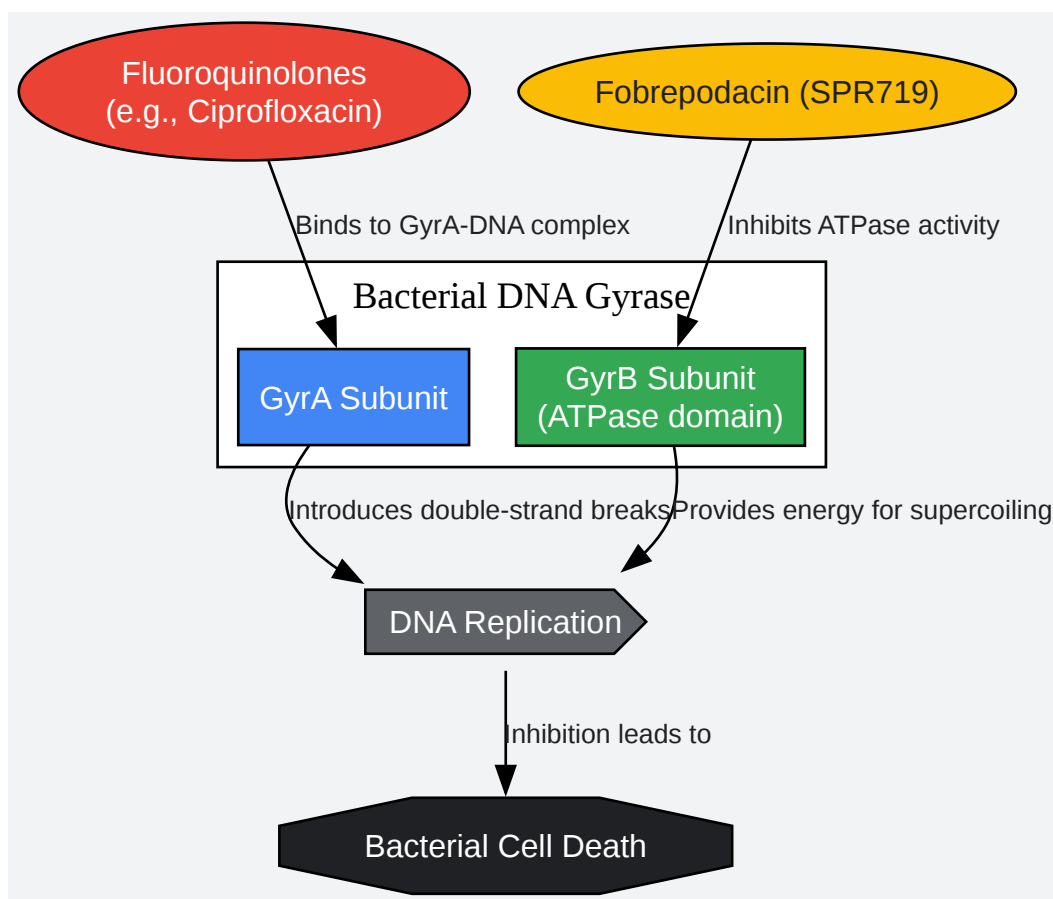 Fluoroquinolones
(e.g., Ciprofloxacin)
Fobrepodacin (SPR719)
Binds to GyrA-DNA complex
Inhibits ATPase activity
Bacterial DNA Gyrase
GyrA Subunit
GyrB Subunit
(ATPase domain)
Introduces double-strand breaks
Provides energy for supercoiling
DNA Replication
Inhibition leads to
Bacterial Cell Death